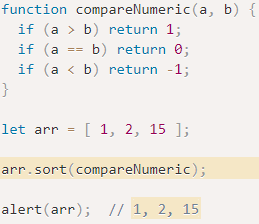 function compareNumeric(a, b) {
  if (a > b) return 1;
  if (a == b) return 0;
  if (a < b) return -1;
}
let arr = [ 1, 2, 15 ];
arr.sort(compareNumeric);
alert(arr);  // 1, 2, 15